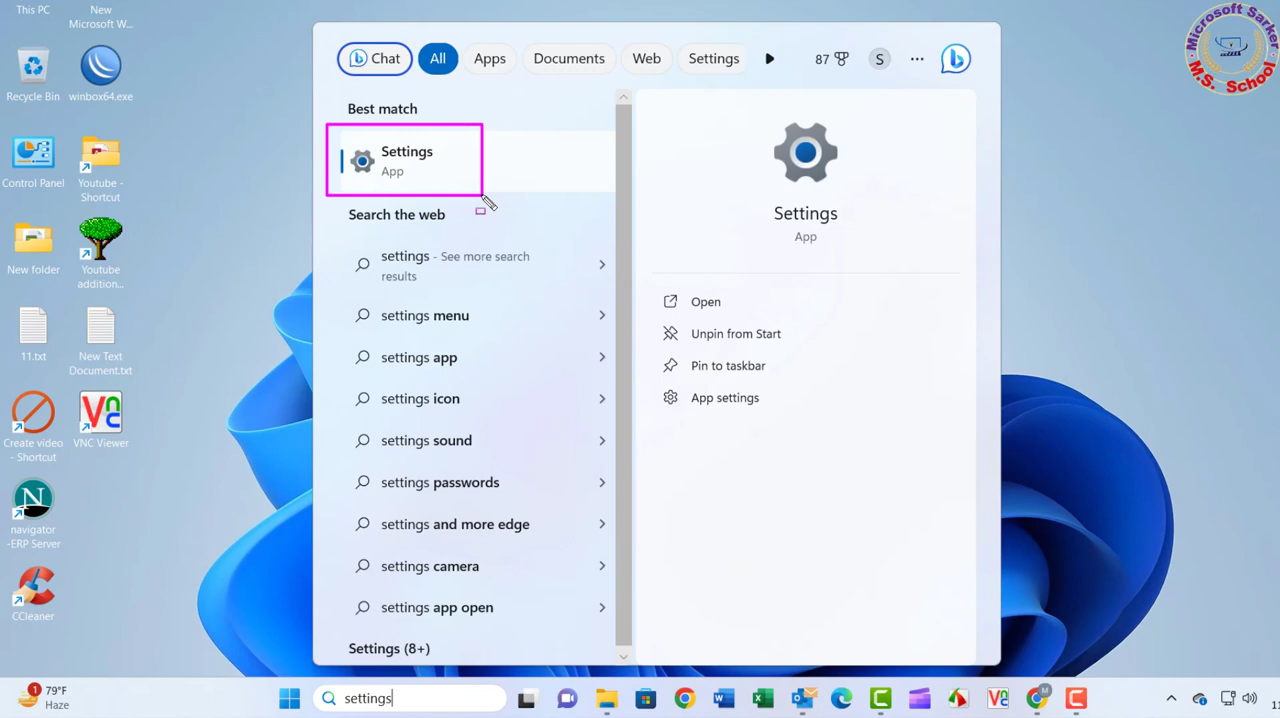 This PC
New
Microsoft W...
Recycle Bin
winbox64.exe
Control Panel
Youtube -
Shortcut
New folder
Youtube
addition...
11.txt
New Text
Document.txt
Create video
- Shortcut
VNC Viewer
navigator
-ERP Server
CCleaner
Chat
All
Apps
Documents
Web
Settings
87
S
Best match
Settings
App
Search the web
settings - See more search
results
settings menu
settings app
settings icon
settings sound
settings passwords
settings and more edge
settings camera
settings app open
Settings (8+)
Settings
App
Open
Unpin from Start
Pin to taskbar
App settings
Microsoft Sarker
M.S. School
1
79°F
Haze
settings